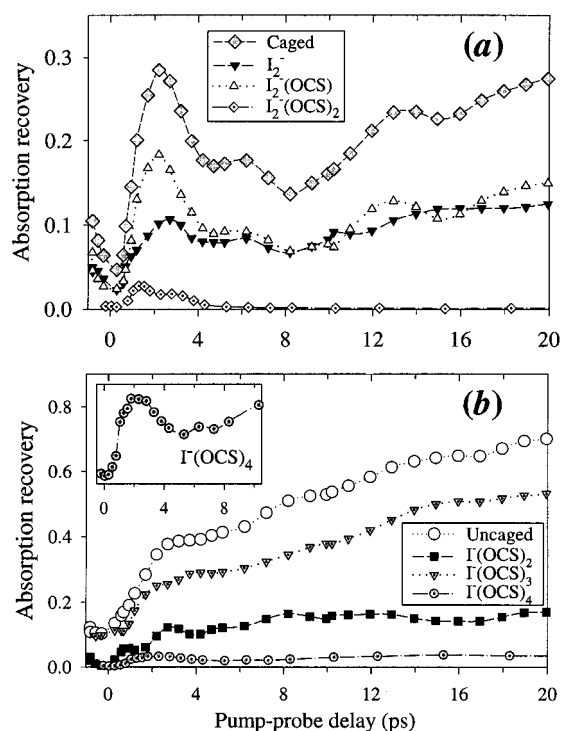 0.3
0.2
0.1
0.0
Absorption recovery
(a)
Caged
I₂⁻
I₂⁻(OCS)
I₂⁻(OCS)₂
0 4 8 12 16 20
0.8
0.6
0.4
0.2
0.0
Absorption recovery
(b)
I⁻(OCS)₄
0 4 8
Uncaged
I⁻(OCS)₂
I⁻(OCS)₃
I⁻(OCS)₄
0 4 8 12 16 20
Pump-probe delay (ps)